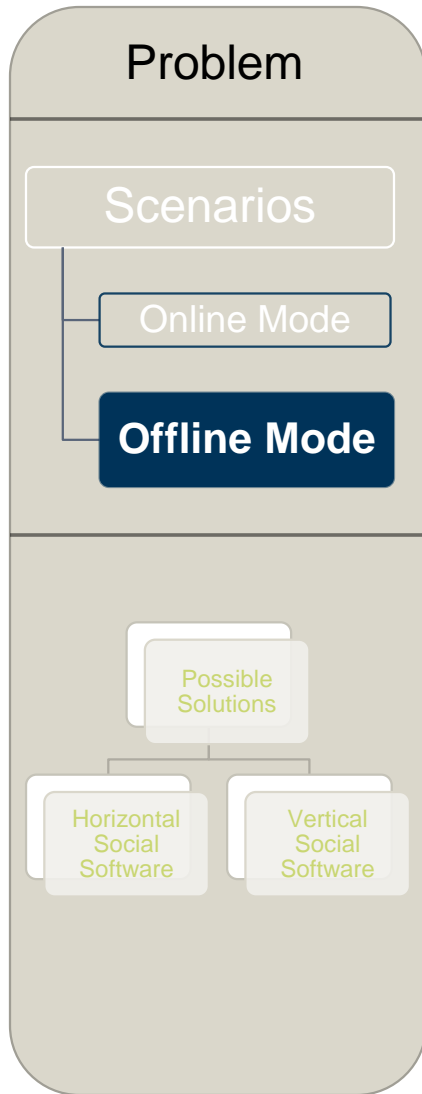 Problem
Scenarios
Online Mode
Offline Mode
Possible
Solutions
Horizontal
Social
Software
Vertical
Social
Software